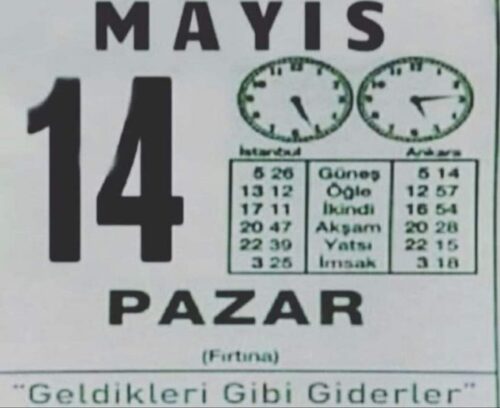 MAYIS
14
İstanbul Ankara
5 26 Güneş 5 14
13 12 Öğle 12 57
17 11 İkindi 16 54
20 47 Akşam 20 28
22 39 Yatsı 22 15
3 25 İmsak 3 18
PAZAR
(Fırtına)
"Geldikleri Gibi Giderler"